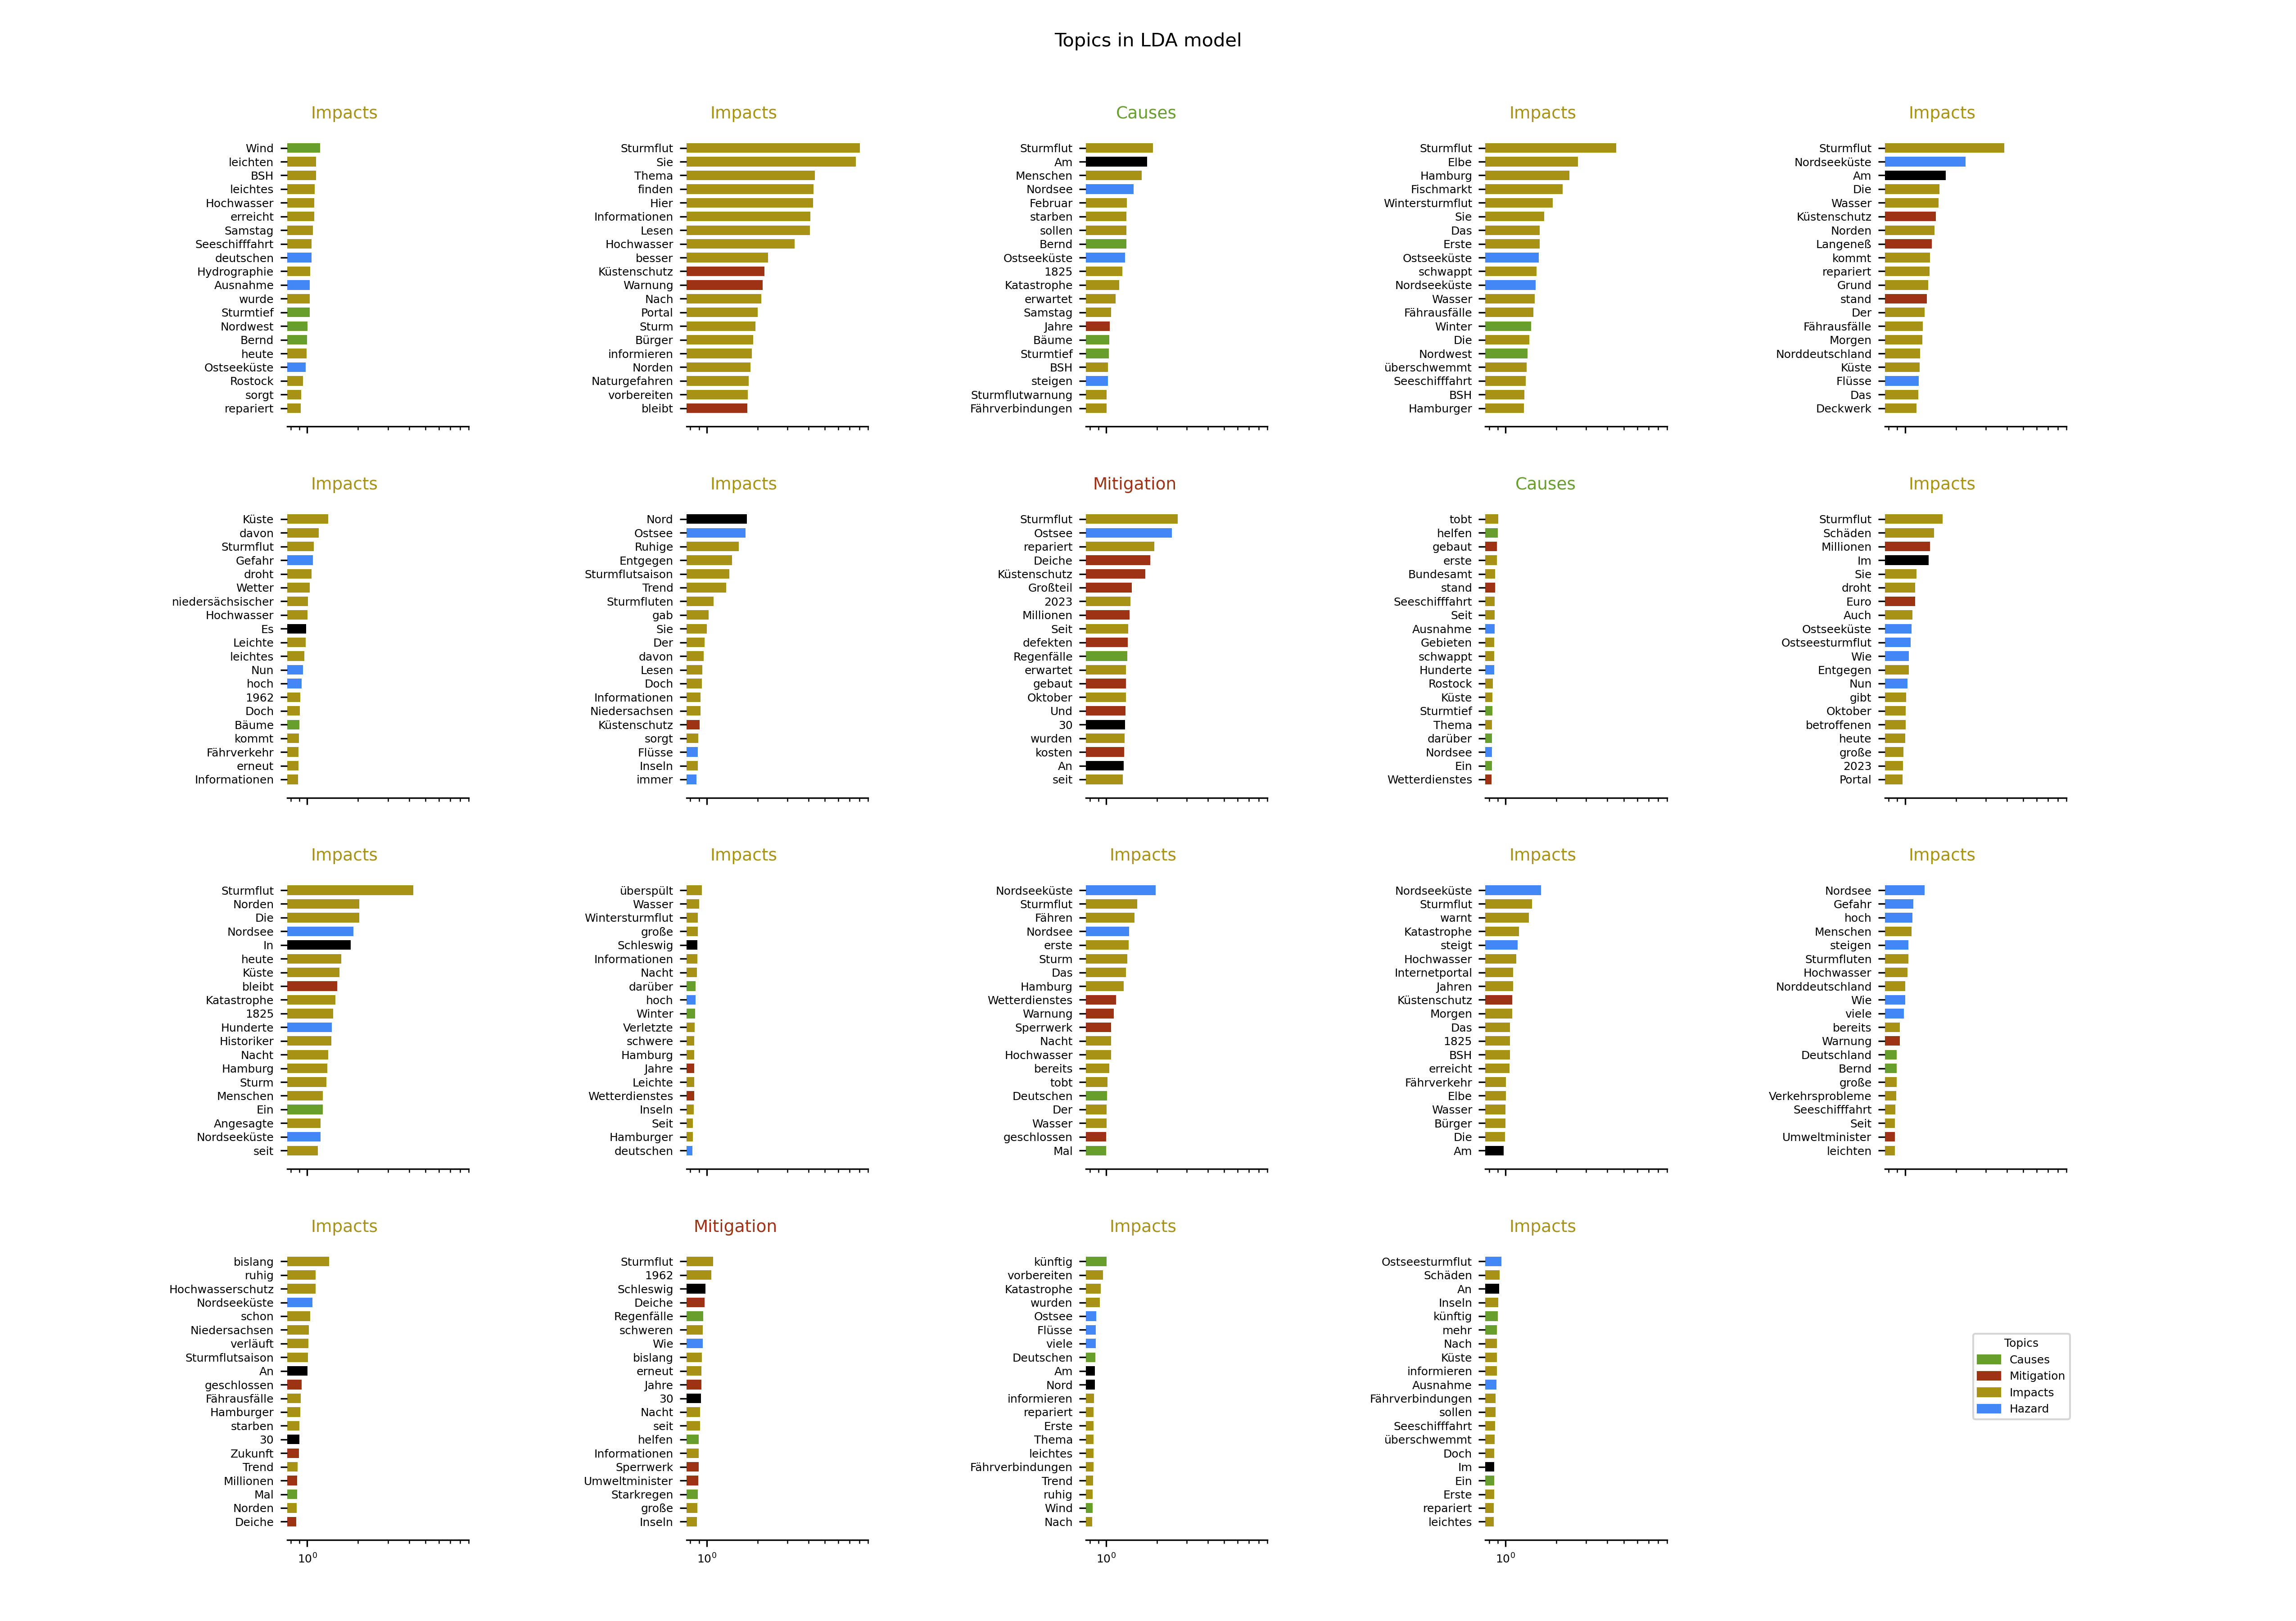 Topics in LDA model
Impacts
Wind
leichten
BSH
leichtes
Hochwasser
erreicht
Samstag
Seeschifffahrt
deutschen
Hydrographie
Ausnahme
wurde
Sturmtief
Nordwest
Bernd
heute
Ostseeküste
Rostock
sorgt
repariert
Impacts
Sturmflut
Sie
Thema
finden
Hier
Informationen
Lesen
Hochwasser
besser
Küstenschutz
Warnung
Nach
Portal
Sturm
Bürger
informieren
Norden
Naturgefahren
vorbereiten
bleibt
Causes
Sturmflut
Am
Menschen
Nordsee
Februar
starben
sollen
Bernd
Ostseeküste
1825
Katastrophe
erwartet
Samstag
Jahre
Bäume
Sturmtief
BSH
steigen
Sturmflutwarnung
Fährverbindungen
Impacts
Sturmflut
Elbe
Hamburg
Fischmarkt
Wintersturmflut
Sie
Das
Erste
Ostseeküste
schwappt
Nordseeküste
Wasser
Fährausfälle
Winter
Die
Nordwest
überschwemmt
Seeschifffahrt
BSH
Hamburger
Impacts
Sturmflut
Nordseeküste
Am
Die
Wasser
Küstenschutz
Norden
Langeneß
kommt
repariert
Grund
stand
Der
Fährausfälle
Morgen
Norddeutschland
Küste
Flüsse
Das
Deckwerk
Impacts
Küste
davon
Sturmflut
Gefahr
droht
Wetter
niedersächsischer
Hochwasser
Es
Leichte
leichtes
Nun
hoch
1962
Doch
Bäume
kommt
Fährverkehr
erneut
Informationen
Impacts
Nord
Ostsee
Ruhige
Entgegen
Sturmflutsaison
Trend
Sturmfluten
gab
Sie
Der
davon
Lesen
Doch
Informationen
Niedersachsen
Küstenschutz
sorgt
Flüsse
Inseln
immer
Mitigation
Sturmflut
Ostsee
repariert
Deiche
Küstenschutz
Großteil
2023
Millionen
Seit
defekten
Regenfälle
erwartet
gebaut
Oktober
Und
30
wurden
kosten
An
seit
Causes
tobt
helfen
gebaut
erste
Bundesamt
stand
Seeschifffahrt
Seit
Ausnahme
Gebieten
schwappt
Hunderte
Rostock
Küste
Sturmtief
Thema
darüber
Nordsee
Ein
Wetterdienstes
Impacts
Sturmflut
Schäden
Millionen
Im
Sie
droht
Euro
Auch
Ostseeküste
Ostseesturmflut
Wie
Entgegen
Nun
gibt
Oktober
betroffenen
heute
große
2023
Portal
Impacts
Sturmflut
Norden
Die
Nordsee
In
heute
Küste
bleibt
Katastrophe
1825
Hunderte
Historiker
Nacht
Hamburg
Sturm
Menschen
Ein
Angesagte
Nordseeküste
seit
Impacts
überspült
Wasser
Wintersturmflut
große
Schleswig
Informationen
Nacht
darüber
hoch
Winter
Verletzte
schwere
Hamburg
Jahre
Leichte
Wetterdienstes
Inseln
Seit
Hamburger
deutschen
Impacts
Nordseeküste
Sturmflut
Fähren
Nordsee
erste
Sturm
Das
Hamburg
Wetterdienstes
Warnung
Sperrwerk
Nacht
Hochwasser
bereits
tobt
Deutschen
Der
Wasser
geschlossen
Mal
Impacts
Nordseeküste
Sturmflut
warnt
Katastrophe
steigt
Hochwasser
Internetportal
Jahren
Küstenschutz
Morgen
Das
1825
BSH
erreicht
Fährverkehr
Elbe
Wasser
Bürger
Die
Am
Impacts
Nordsee
Gefahr
hoch
Menschen
steigen
Sturmfluten
Hochwasser
Norddeutschland
Wie
viele
bereits
Warnung
Deutschland
Bernd
große
Verkehrsprobleme
Seeschifffahrt
Seit
Umweltminister
leichten
Impacts
bislang
ruhig
Hochwasserschutz
Nordseeküste
schon
Niedersachsen
verläuft
Sturmflutsaison
An
geschlossen
Fährausfälle
Hamburger
starben
30
Zukunft
Trend
Millionen
Mal
Norden
Deiche
10⁰
Mitigation
Sturmflut
1962
Schleswig
Deiche
Regenfälle
schweren
Wie
bislang
erneut
Jahre
30
Nacht
seit
helfen
Informationen
Sperrwerk
Umweltminister
Starkregen
große
Inseln
10⁰
Impacts
künftig
vorbereiten
Katastrophe
wurden
Ostsee
Flüsse
viele
Deutschen
Am
Nord
informieren
repariert
Erste
Thema
leichtes
Fährverbindungen
Trend
ruhig
Wind
Nach
10⁰
Impacts
Ostseesturmflut
Schäden
An
Inseln
künftig
mehr
Nach
Küste
informieren
Ausnahme
Fährverbindungen
sollen
Seeschifffahrt
überschwemmt
Doch
Im
Ein
Erste
repariert
leichtes
10⁰
Topics
Causes
Mitigation
Impacts
Hazard